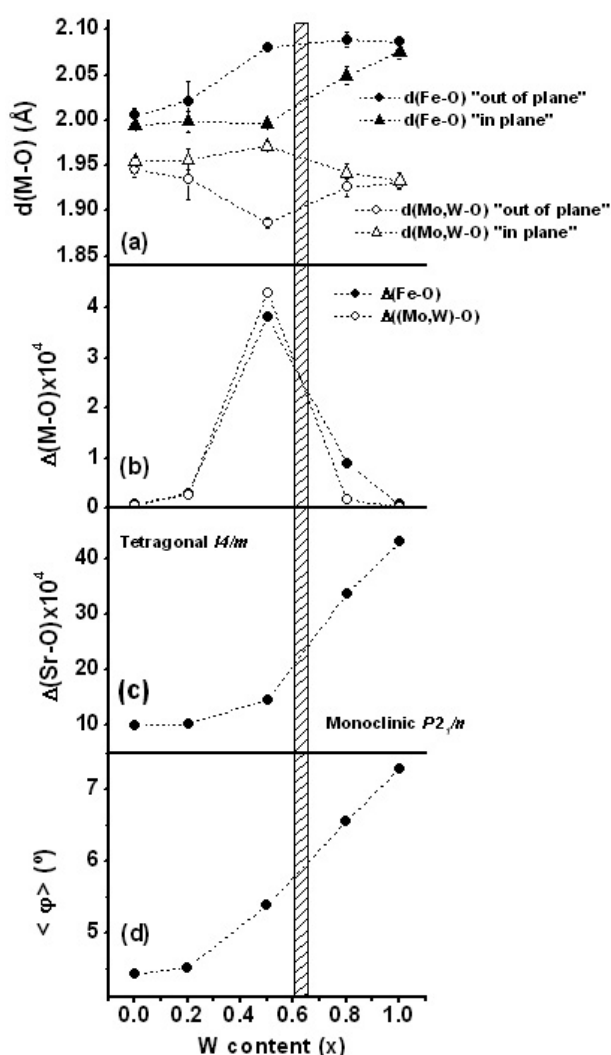 2.10
2.05
2.00
1.95
1.90
1.85
d(M-O) (Å)
d(Fe-O) "out of plane"
d(Fe-O) "in plane"
d(Mo,W-O) "out of plane"
d(Mo,W-O) "in plane"
(a)
4
3
2
1
0
Δ(M-O)x10⁴
Δ(Fe-O)
Δ((Mo,W)-O)
(b)
Tetragonal I4/m
40
30
20
10
Δ(Sr-O)x10⁴
(c)
Monoclinic P2₁/n
7
6
5
< φ> (º)
(d)
0.0 0.2 0.4 0.6 0.8 1.0
W content (x)